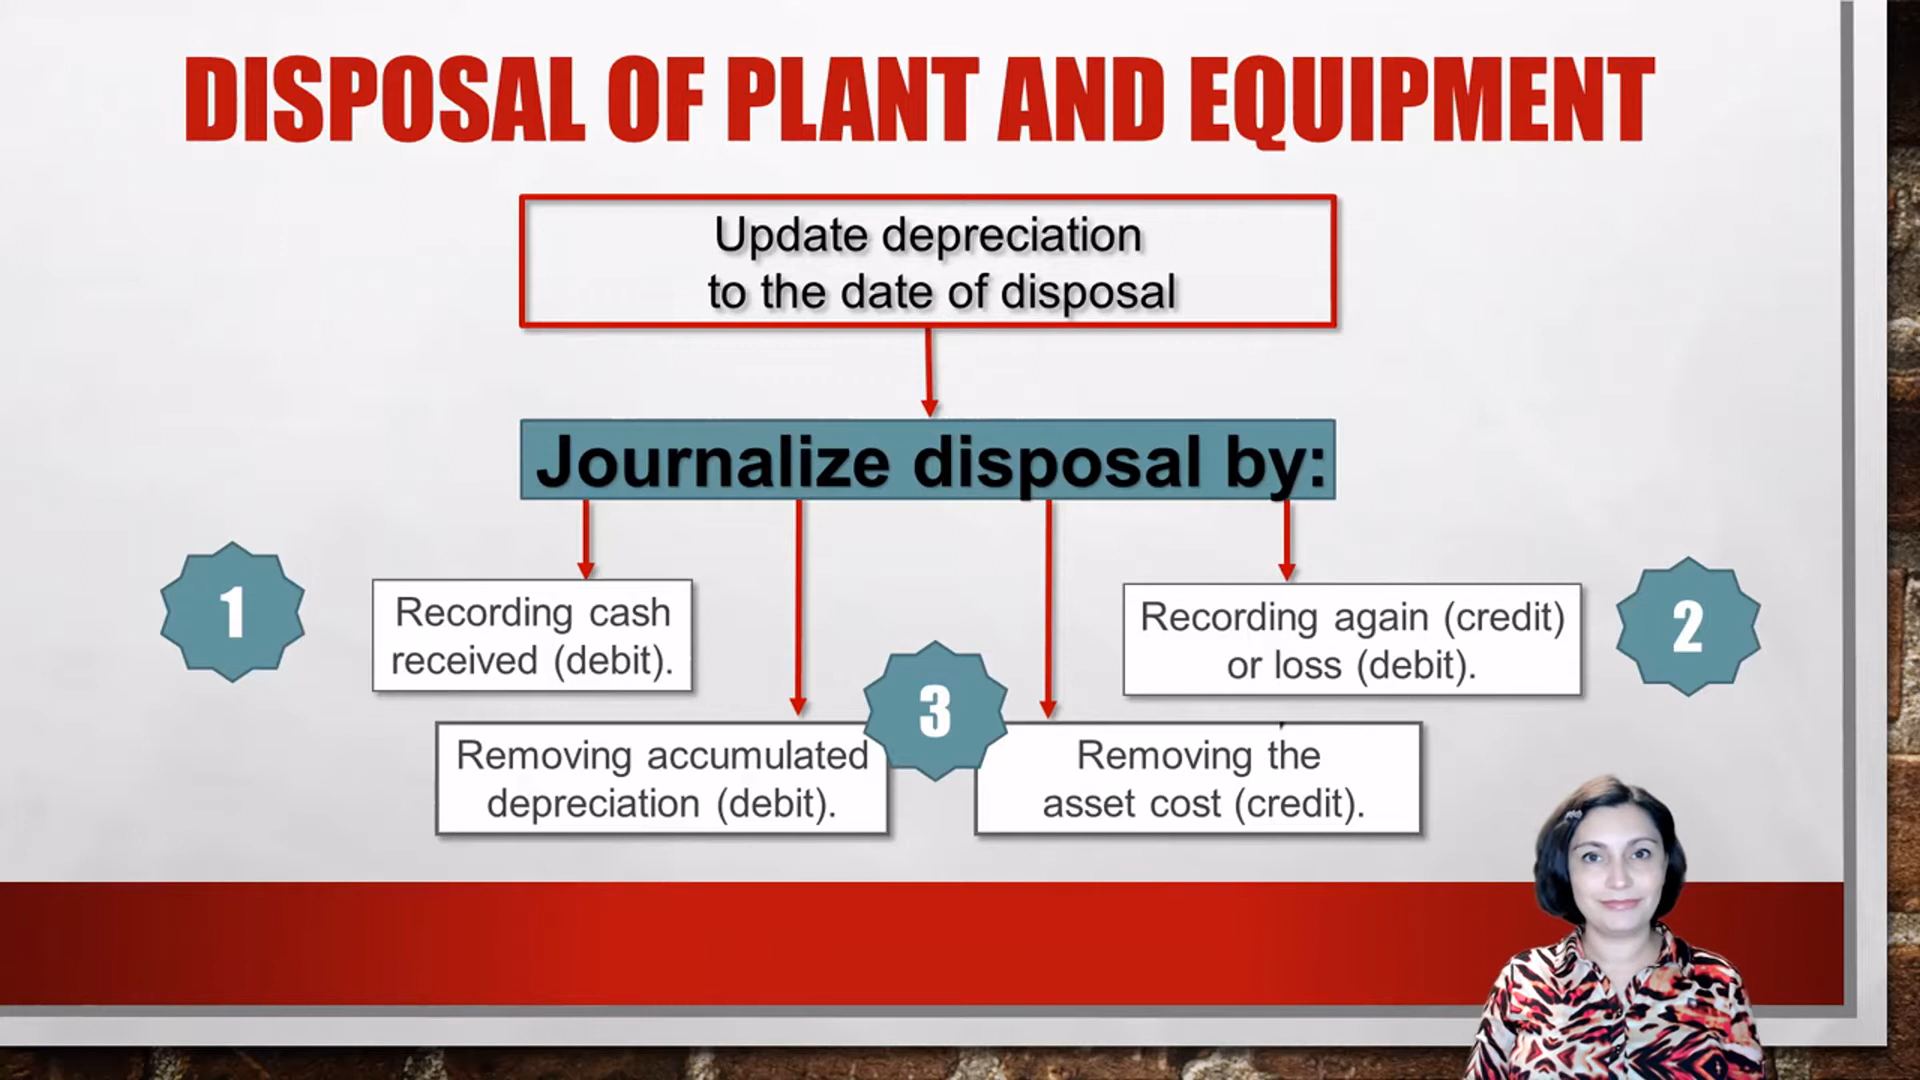 DISPOSAL OF PLANT AND EQUIPMENT
Update depreciation
to the date of disposal
Journalize disposal by:
1
Recording cash
received (debit).
Recording again (credit)
or loss (debit).
2
3
Removing accumulated
depreciation (debit).
Removing the
asset cost (credit).